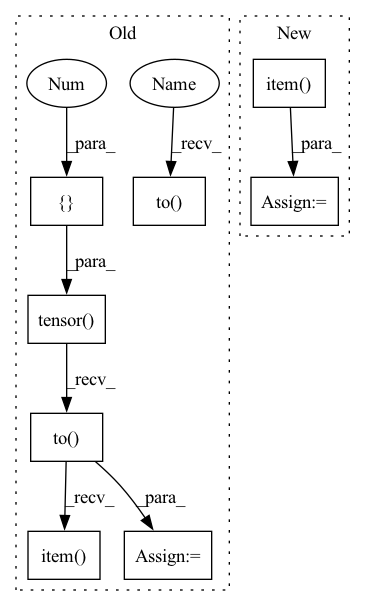 Old
New
Num
Name
item()
_para_
_recv_
_para_
{}
to()
Assign:=
_para_
tensor()
_recv_
to()
_recv_
_para_
item()
Assign:=